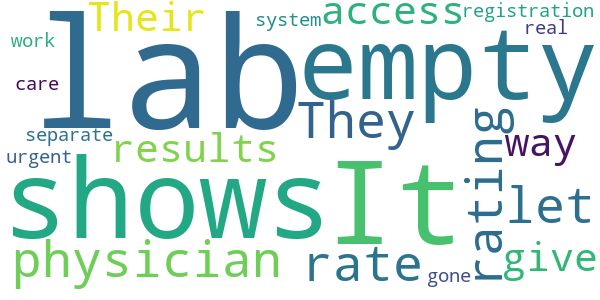 Their
system
access
registration
work
real
lab
empty
care
They
rating
way
separate
results
urgent
shows
It
let
physician
rate
give
gone